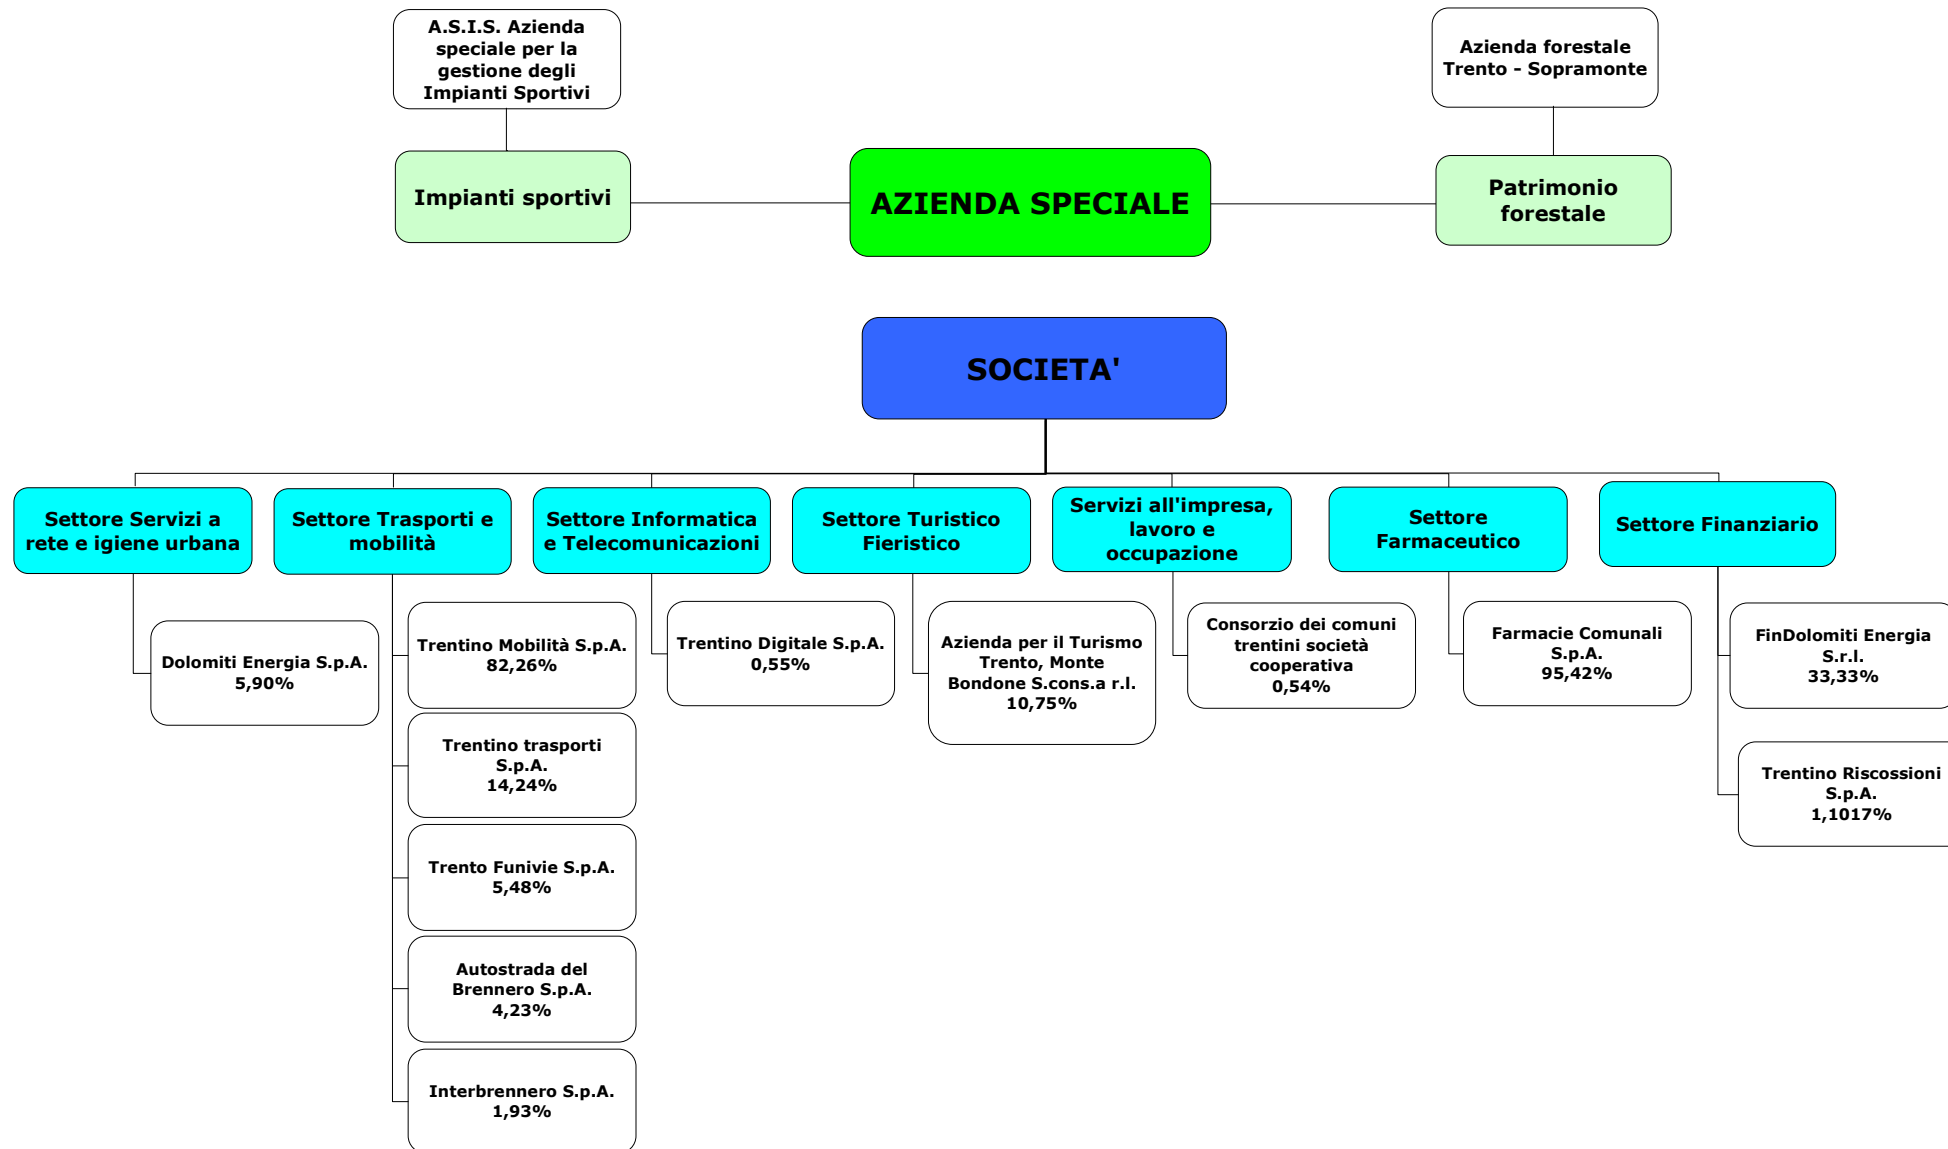 A.S.I.S. Azienda
speciale per la
gestione degli
Impianti Sportivi
Azienda forestale
Trento - Sopramonte
Impianti sportivi
AZIENDA SPECIALE
Patrimonio
forestale
SOCIETA'
Settore Servizi a
rete e igiene urbana
Settore Trasporti e
mobilità
Settore Informatica
e Telecomunicazioni
Settore Turistico
Fieristico
Servizi all'impresa,
lavoro e
occupazione
Settore
Farmaceutico
Settore Finanziario
Dolomiti Energia S.p.A.
5,90%
Trentino Mobilità S.p.A.
82,26%
Trentino trasporti
S.p.A.
14,24%
Trento Funivie S.p.A.
5,48%
Autostrada del
Brennero S.p.A.
4,23%
Interbrennero S.p.A.
1,93%
Trentino Digitale S.p.A.
0,55%
Azienda per il Turismo
Trento, Monte
Bondone S.cons.a r.l.
10,75%
Consorzio dei comuni
trentini società
cooperativa
0,54%
Farmacie Comunali
S.p.A.
95,42%
FinDolomiti Energia
S.r.l.
33,33%
Trentino Riscossioni
S.p.A.
1,1017%